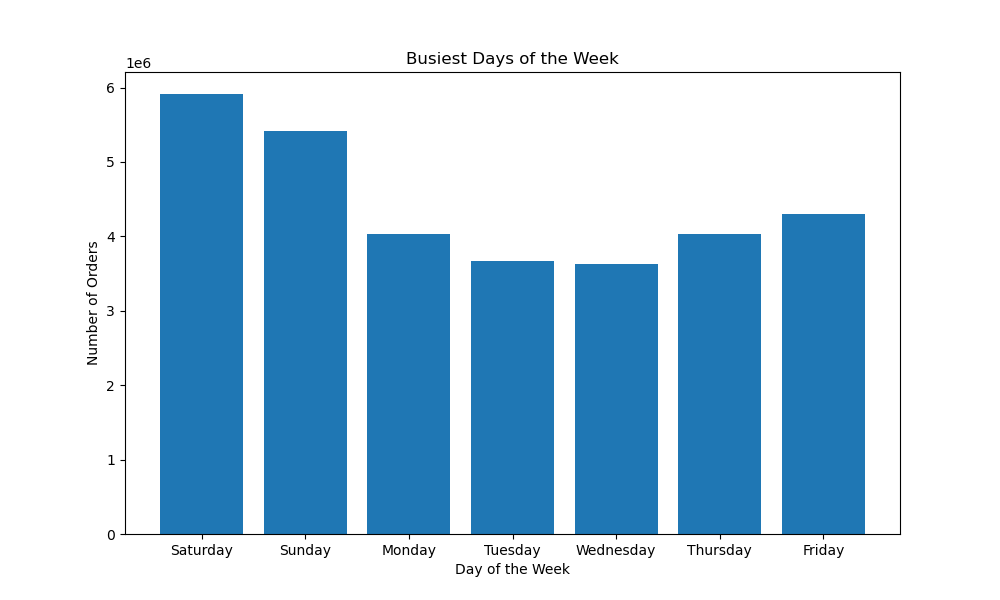 Busiest Days of the Week
1e6
6
5
4
3
2
1
0
Number of Orders
Saturday Sunday Monday Tuesday Wednesday Thursday Friday
Day of the Week